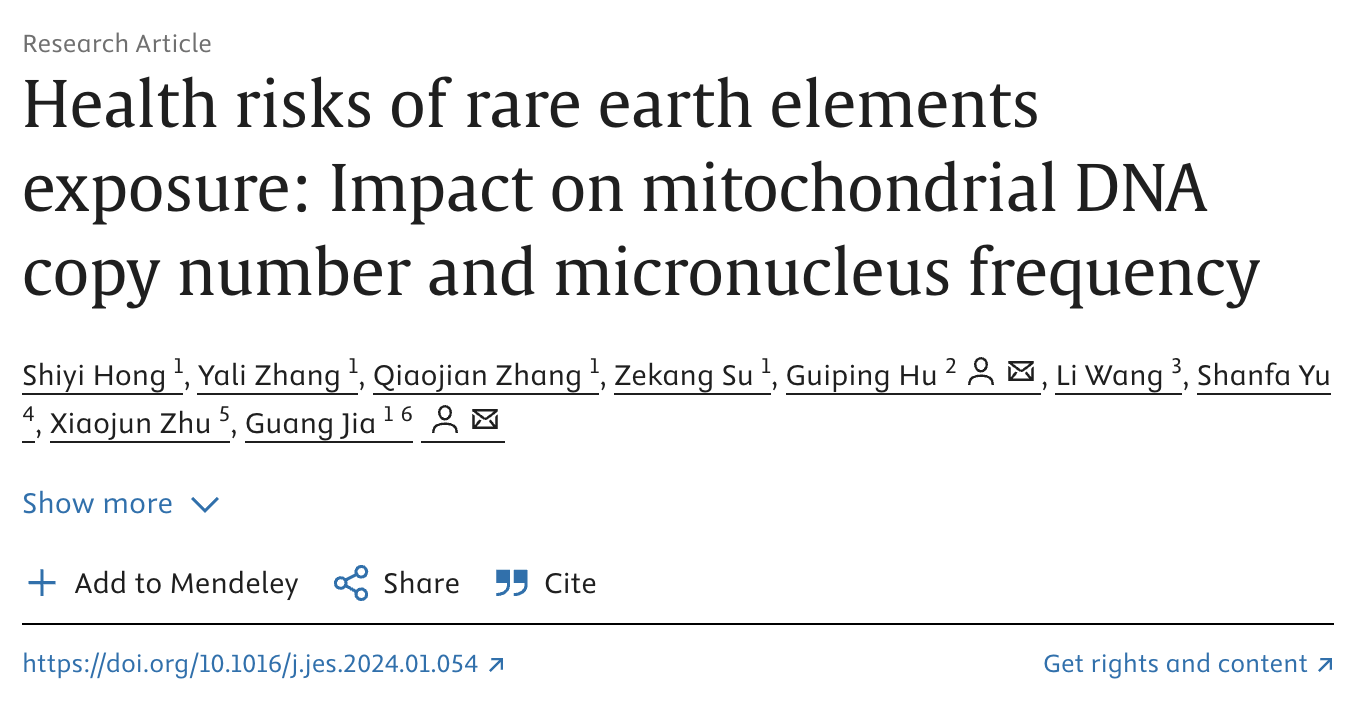 Research Article
Health risks of rare earth elements
exposure: Impact on mitochondrial DNA
copy number and micronucleus frequency
Shiyi Hong 1, Yali Zhang 1, Qiaojian Zhang 1, Zekang Su 1, Guiping Hu 2, Li Wang 3, Shanfa Yu
4, Xiaojun Zhu 5, Guang Jia 1 6
Show more
Add to Mendeley Share Cite
https://doi.org/10.1016/j.jes.2024.01.054 Get rights and content